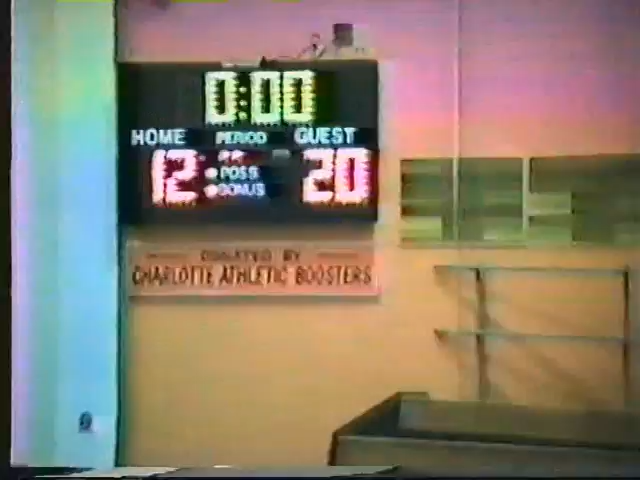 0:00
HOME PERIOD GUEST
12 20
POSS
BONUS
DONATED BY
CHARLOTTE ATHLETIC BOOSTERS